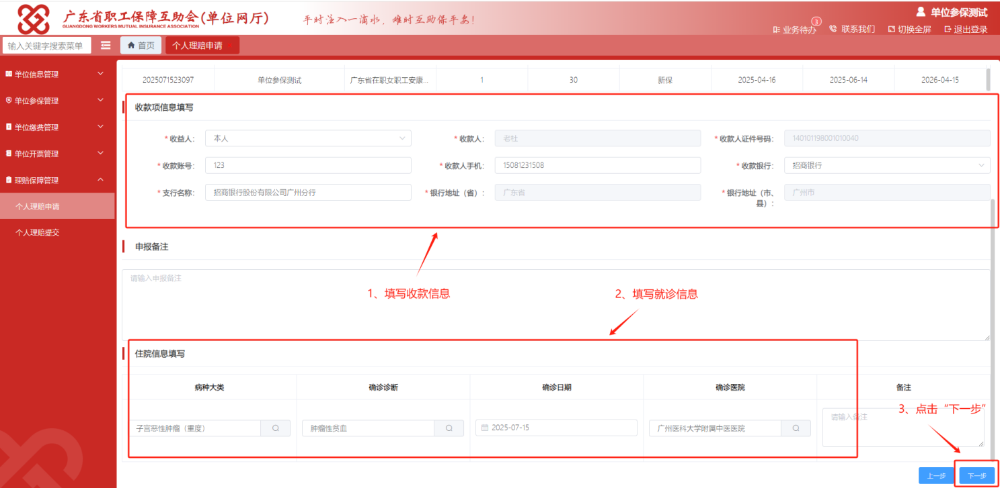 广东省职工保障互助会(单位网厅)
GUANGDONG WORKERS MUTUAL INSURANCE ASSOCIATION
平时注入一滴水，难时互助保平安！
单位参保测试
业务待办 3 联系我们 切换全屏 退出登录
输入关键字搜索菜单 首页 个人理赔申请
单位信息管理
单位参保管理
单位缴费管理
单位开票管理
理赔保障管理
个人理赔申请
个人理赔提交
2025071523097 单位参保测试 广东省在职女职工安康... 1 30 新保 2025-04-16 2025-06-14 2026-04-15
收款项信息填写
* 收益人： 本人 * 收款人： 老杜 * 收款人证件号码： 140101198001010040
* 收款账号： 123 * 收款人手机： 15081231508 * 收款银行： 招商银行
* 支行名称： 招商银行股份有限公司广州分行 * 银行地址（省）： 广东省 * 银行地址（市、 广州市
县）：
申报备注
请输入申报备注
1、填写收款信息
2、填写就诊信息
住院信息填写
病种大类 确诊诊断 确诊日期 确诊医院 备注
3、点击“下一步”
子宫恶性肿瘤（重度） 肿瘤性贫血 2025-07-15 广州医科大学附属中医医院 请输入备注
上一步 下一步